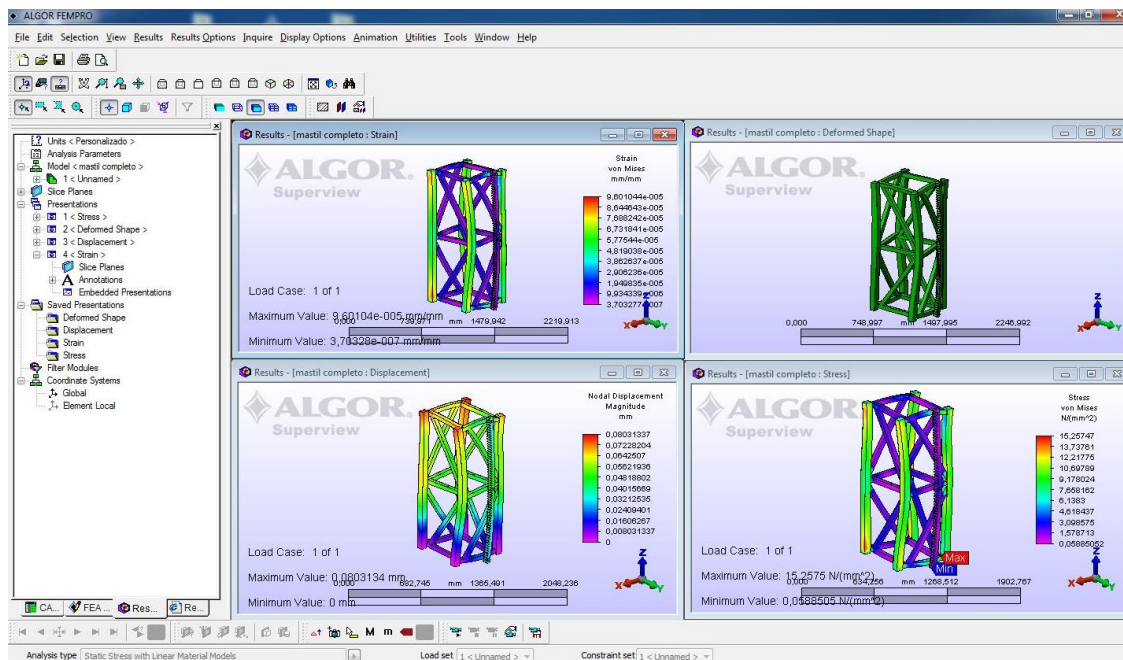 ALGOR FEMPRO
File Edit Selection View Results Results Options Inquire Display Options Animation Utilities Tools Window Help
Units < Personalizado >
Analysis Parameters
Model < mastil completo >
1 < Unnamed >
Slice Planes
Presentations
1 < Stress >
2 < Deformed Shape >
3 < Displacement >
4 < Strain >
Slice Planes
Annotations
Embedded Presentations
Saved Presentations
Deformed Shape
Displacement
Strain
Stress
Filter Modules
Coordinate Systems
Global
Element Local
CA... FEA ... Res... Re...
Results - [mastil completo : Strain]
ALGOR.
Superview
Strain
von Mises
mm/mm
9,601044e-005
8,644643e-005
7,688242e-005
6,731841e-005
5,77544e-005
4,819038e-005
3,862637e-005
2,906236e-005
1,949835e-005
9,934339e-006
3,703277e-007
Load Case: 1 of 1
Maximum Value: 9,60104e-005 mm/mm
0,000 739,971 mm 1479,942 2219,913
Minimum Value: 3,70328e-007 mm/mm
Z
X Y
Results - [mastil completo : Deformed Shape]
ALGOR.
Superview
0,000 748,997 mm 1497,995 2246,992
Z
X Y
Results - [mastil completo : Displacement]
ALGOR.
Superview
Nodal Displacement
Magnitude
mm
0,08031337
0,07228204
0,0642507
0,05621936
0,04818802
0,04015669
0,03212535
0,02409401
0,01606267
0,008031337
0
Load Case: 1 of 1
Maximum Value: 0,0803134 mm
0,000 682,746 mm 1365,491 2048,236
Minimum Value: 0 mm
Z
X Y
Results - [mastil completo : Stress]
ALGOR.
Superview
Stress
von Mises
N/(mm^2)
15,25747
13,73761
12,21775
10,69789
9,178024
7,658162
6,1383
4,618437
3,098575
1,578713
0,05885052
Max
Min
Load Case: 1 of 1
Maximum Value: 15,2575 N/(mm^2)
0,000 634,256 mm 1268,512 1902,767
Minimum Value: 0,0588505 N/(mm^2)
Z
X Y
M m
Analysis type Static Stress with Linear Material Models Load set 1 < Unnamed > Constraint set 1 < Unnamed >